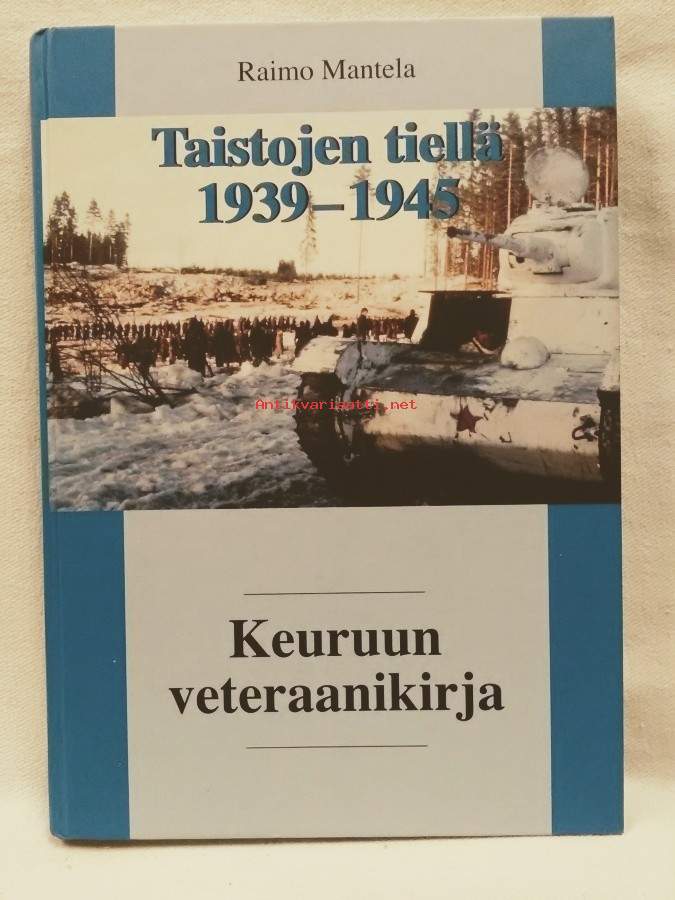 Raimo Mantela
Taistojen tiellä
1939–1945
Antikvariaatti.net
Keuruun
veteraanikirja